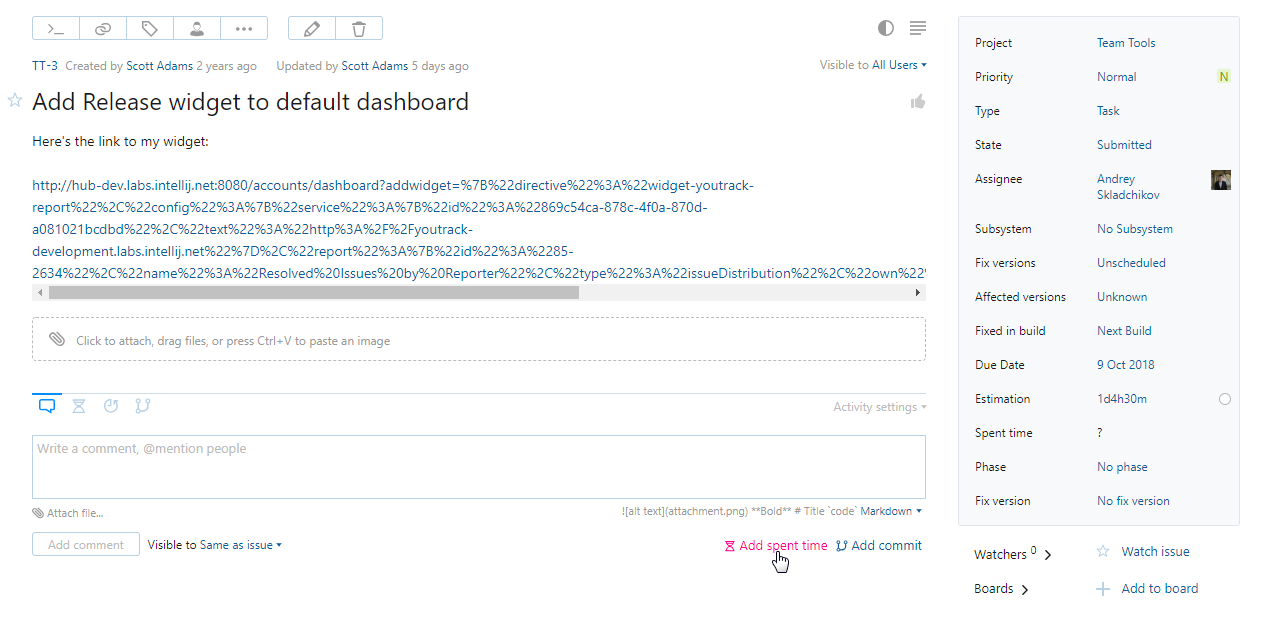 TT-3 Created by Scott Adams 2 years ago Updated by Scott Adams 5 days ago
Visible to All Users
Add Release widget to default dashboard
Here's the link to my widget:
http://hub-dev.labs.intellij.net:8080/accounts/dashboard?addwidget=%7B%22directive%22%3A%22widget-youtrack-
report%22%2C%22config%22%3A%7B%22service%22%3A%7B%22id%22%3A%22869c54ca-878c-4f0a-870d-
a081021bcdbd%22%2C%22text%22%3A%22http%3A%2F%2Fyoutrack-
development.labs.intellij.net%22%7D%2C%22report%22%3A%7B%22id%22%3A%2285-
2634%22%2C%22name%22%3A%22Resolved%20Issues%20by%20Reporter%22%2C%22type%22%3A%22issueDistribution%22%2C%22own%22%
Click to attach, drag files, or press Ctrl+V to paste an image
Activity settings
Write a comment, @mention people
Attach file...
![alt text](attachment.png) **Bold** # Title `code` Markdown
Add comment
Visible to Same as issue
Add spent time
Add commit
Project Team Tools
Priority Normal N
Type Task
State Submitted
Assignee Andrey
Skladchikov
Subsystem No Subsystem
Fix versions Unscheduled
Affected versions Unknown
Fixed in build Next Build
Due Date 9 Oct 2018
Estimation 1d4h30m
Spent time ?
Phase No phase
Fix version No fix version
Watchers 0 Watch issue
Boards Add to board